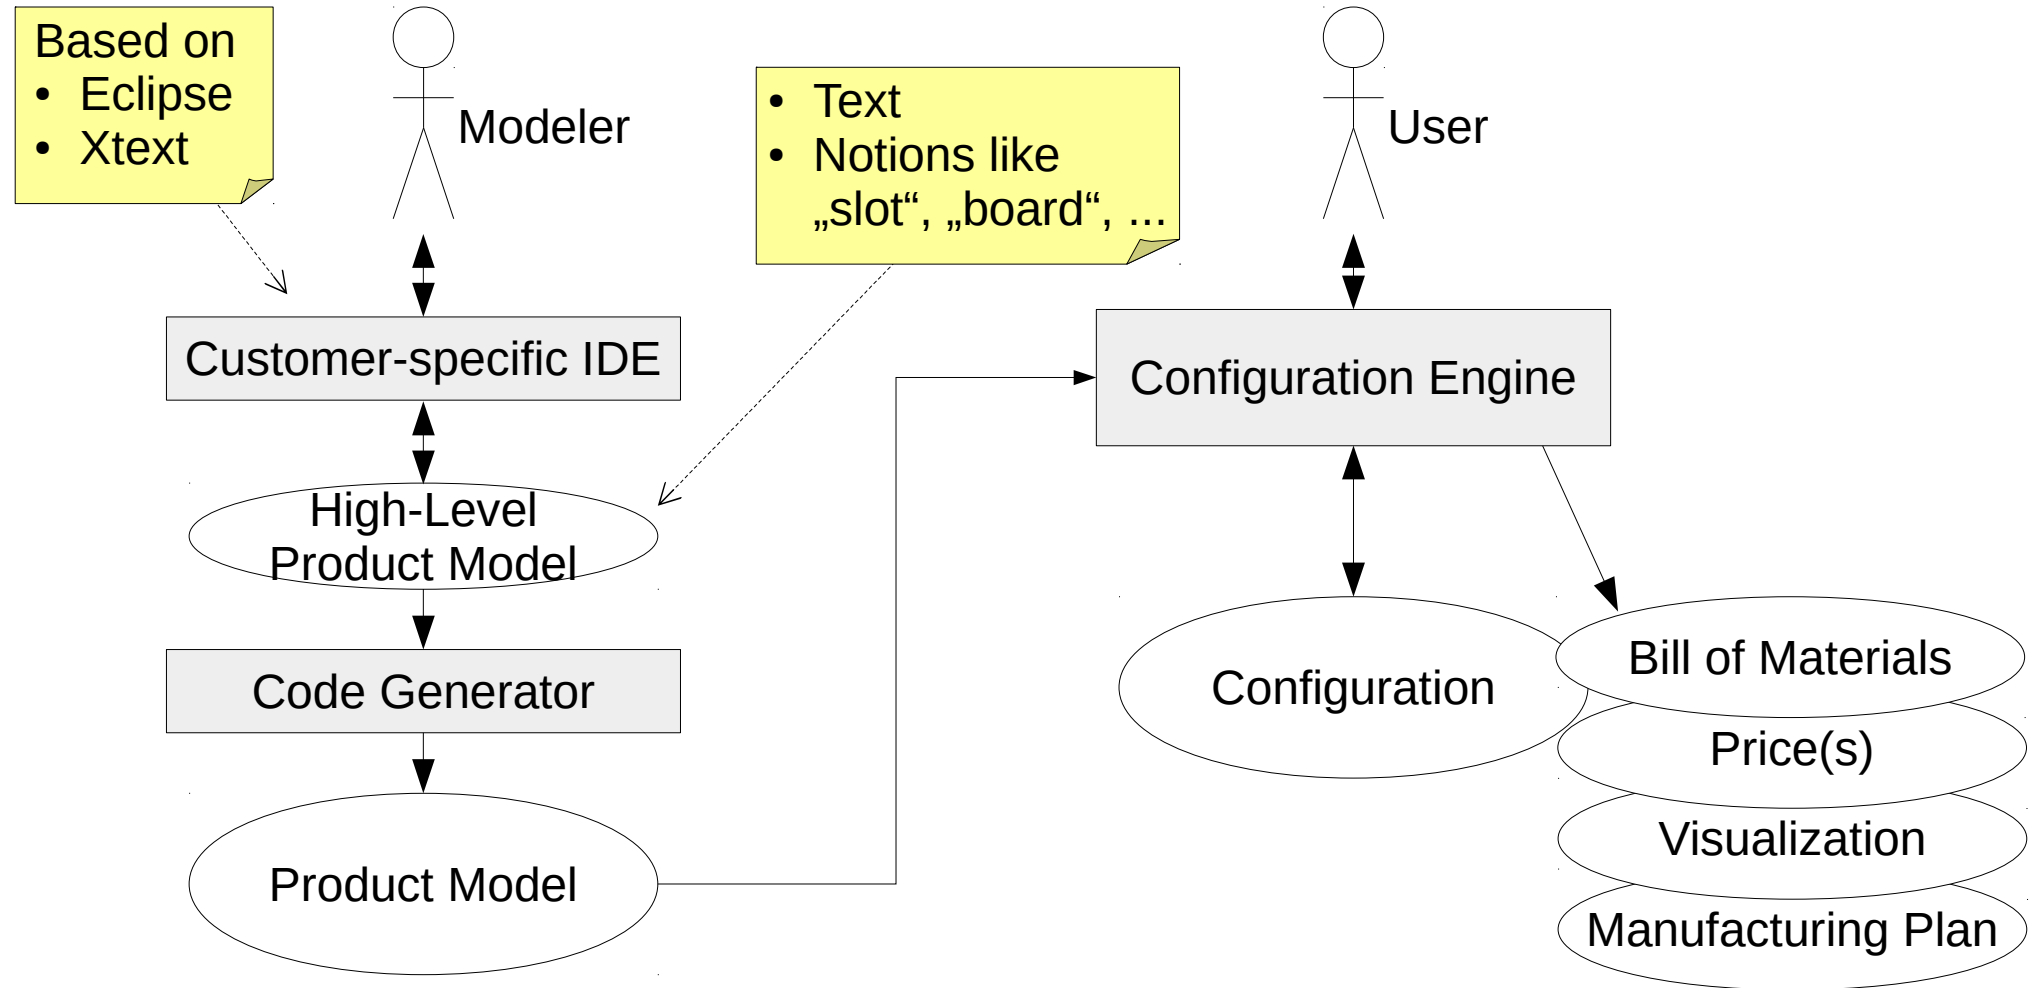 Based on
• Eclipse
• Xtext
Modeler
• Text
• Notions like
„slot“, „board“, ...
User
Customer-specific IDE
Configuration Engine
High-Level
Product Model
Code Generator
Configuration
Bill of Materials
Price(s)
Visualization
Product Model
Manufacturing Plan